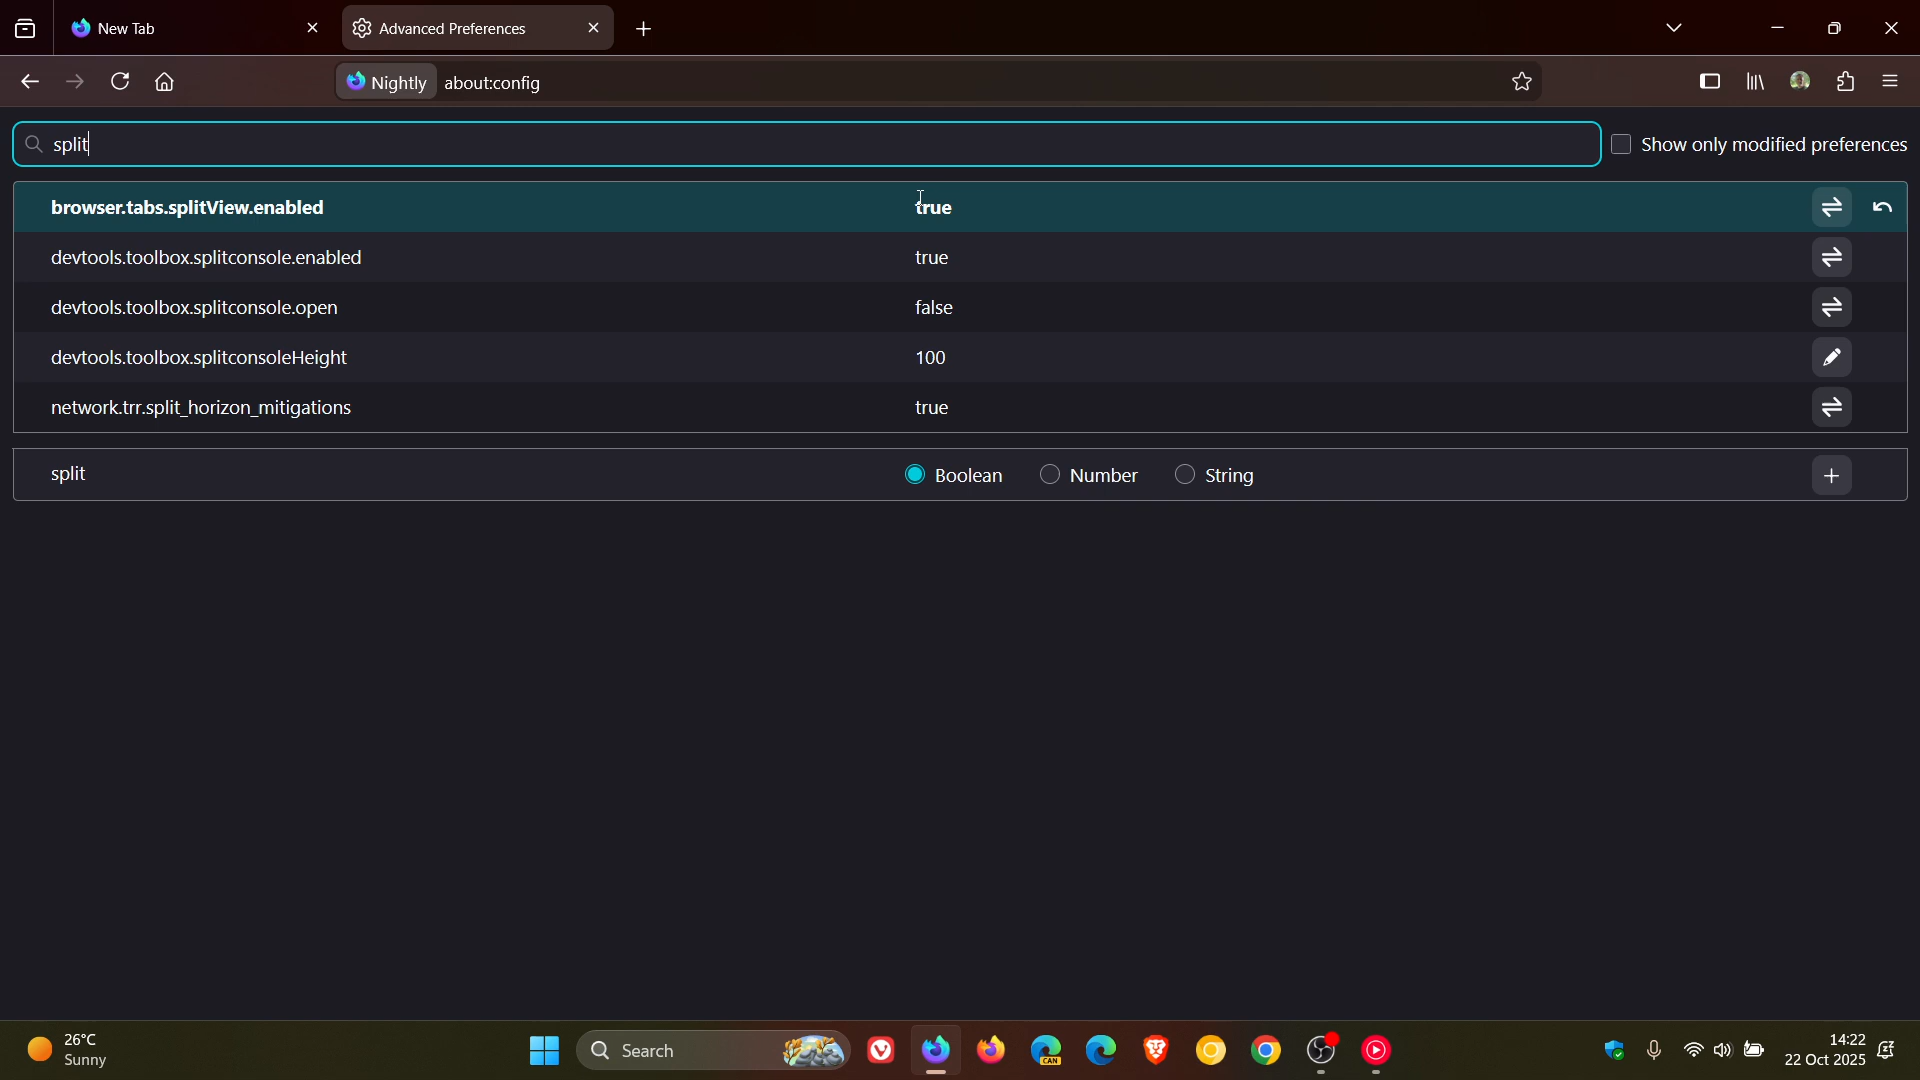 New Tab
Advanced Preferences
Nightly
about:config
split
Show only modified preferences
browser.tabs.splitView.enabled true
devtools.toolbox.splitconsole.enabled true
devtools.toolbox.splitconsole.open false
devtools.toolbox.splitconsoleHeight 100
network.trr.split_horizon_mitigations true
split Boolean Number String
26°C
Sunny
Search
CAN
14:22
22 Oct 2025